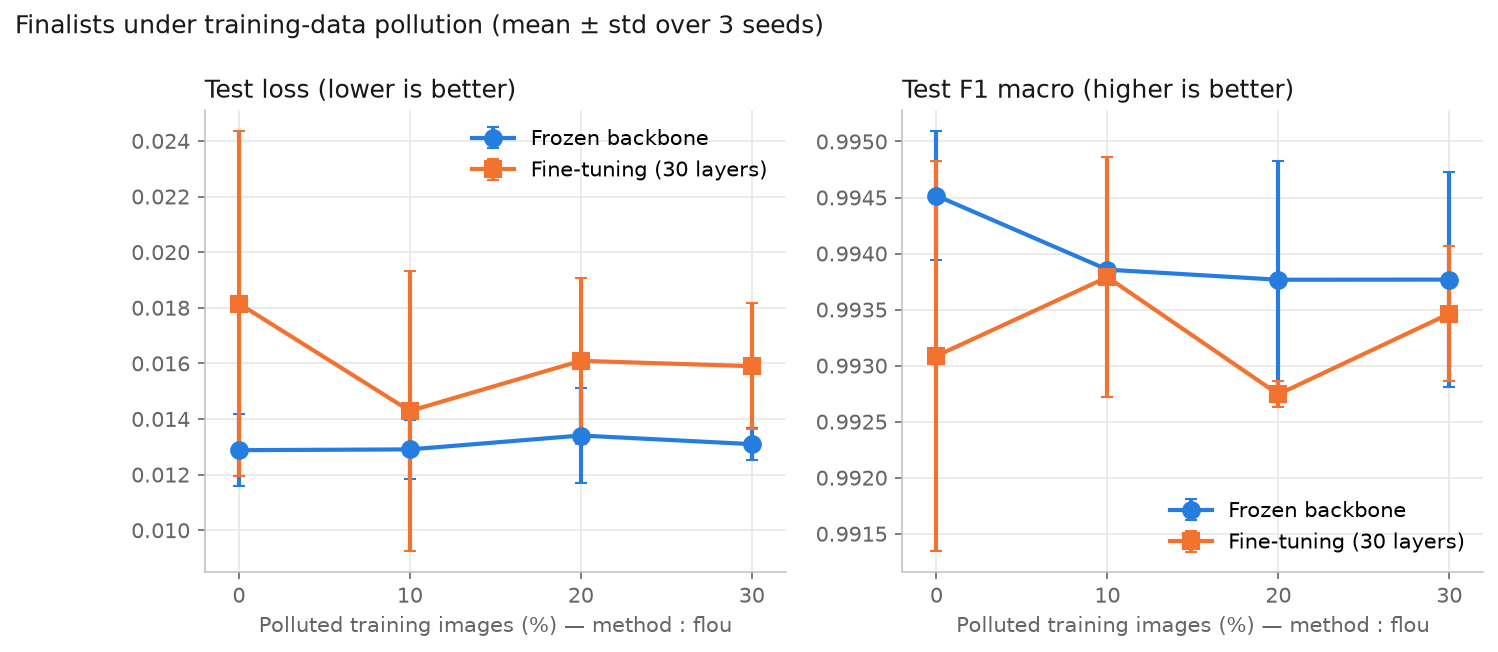 Finalists under training-data pollution (mean ± std over 3 seeds)
Test loss (lower is better)
0.024
0.022
0.020
0.018
0.016
0.014
0.012
0.010
Frozen backbone
Fine-tuning (30 layers)
0 10 20 30
Polluted training images (%) — method : flou
Test F1 macro (higher is better)
0.9950
0.9945
0.9940
0.9935
0.9930
0.9925
0.9920
0.9915
Frozen backbone
Fine-tuning (30 layers)
0 10 20 30
Polluted training images (%) — method : flou